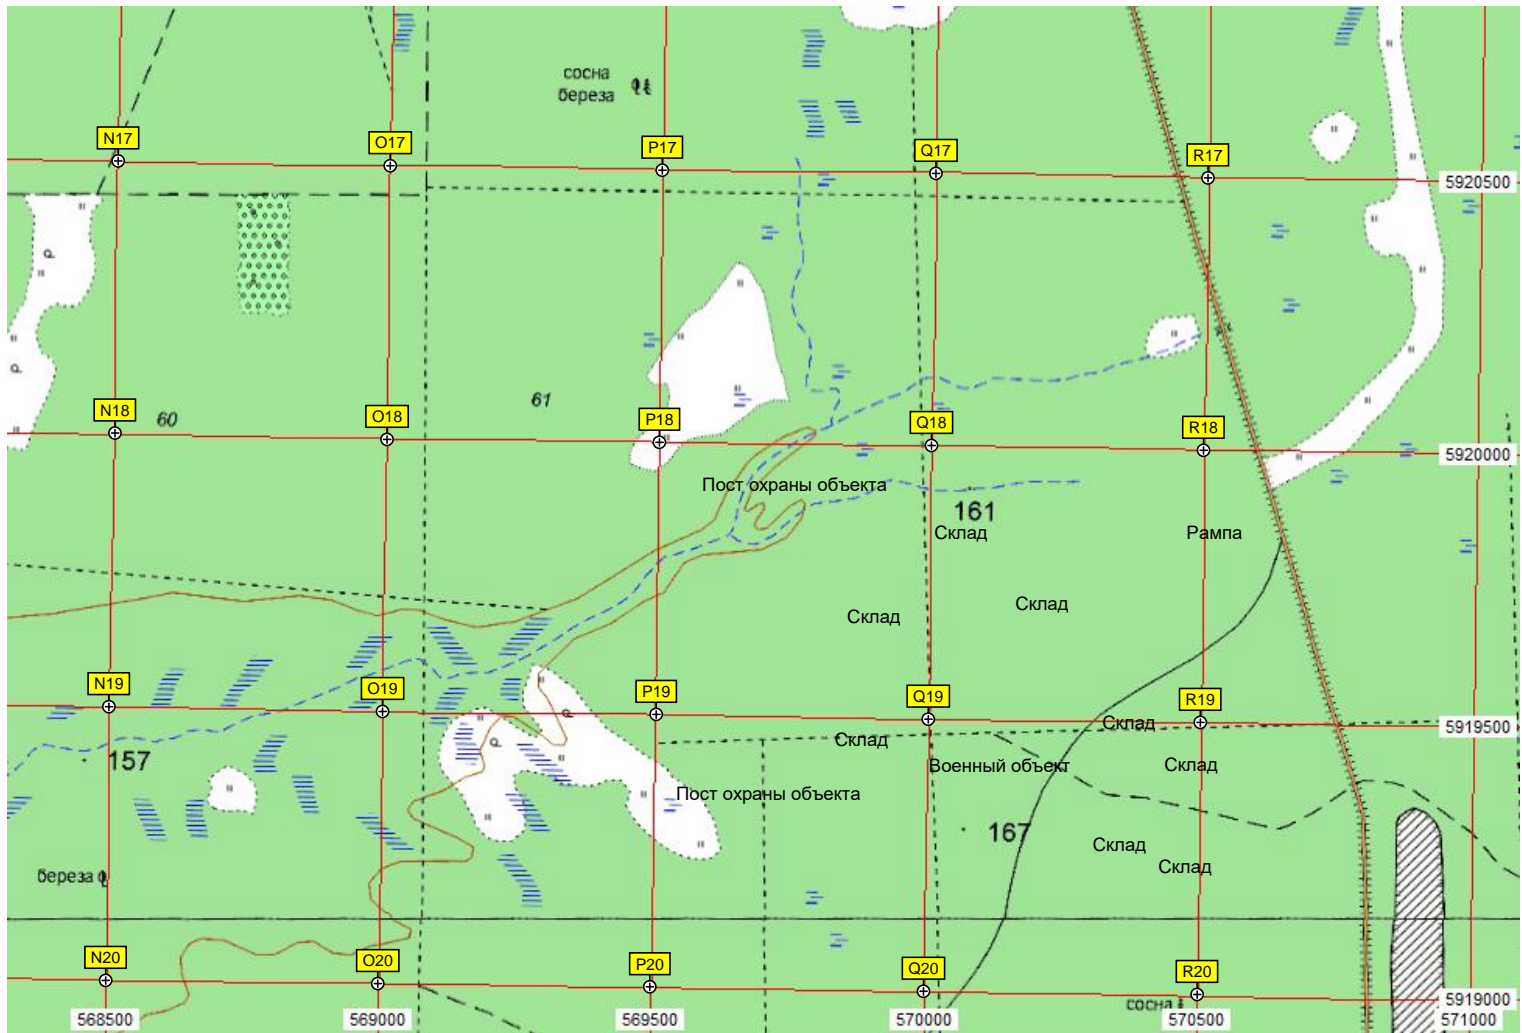 сосна
береза
N17
O17
P17
Q17
R17
5920500
N18
60
O18
61
P18
Q18
R18
5920000
Пост охраны объекта
161
Склад
Рампа
Склад
Склад
N19
O19
P19
Q19
R19
Склад
5919500
Склад
157
Военный объект
Склад
Пост охраны объекта
167
Склад
Склад
береза
N20
O20
P20
Q20
R20
сосна
5919000
568500
569000
569500
570000
570500
571000